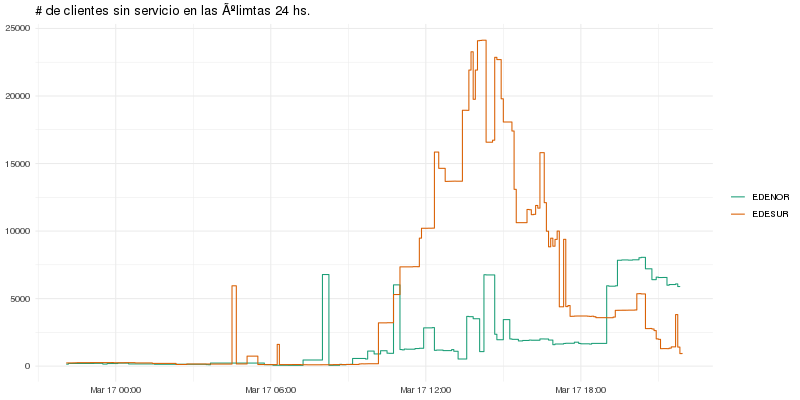 # de clientes sin servicio en las Ãºlimtas 24 hs.
25000
20000
15000
10000
5000
0
Mar 17 00:00 Mar 17 06:00 Mar 17 12:00 Mar 17 18:00
EDENOR
EDESUR